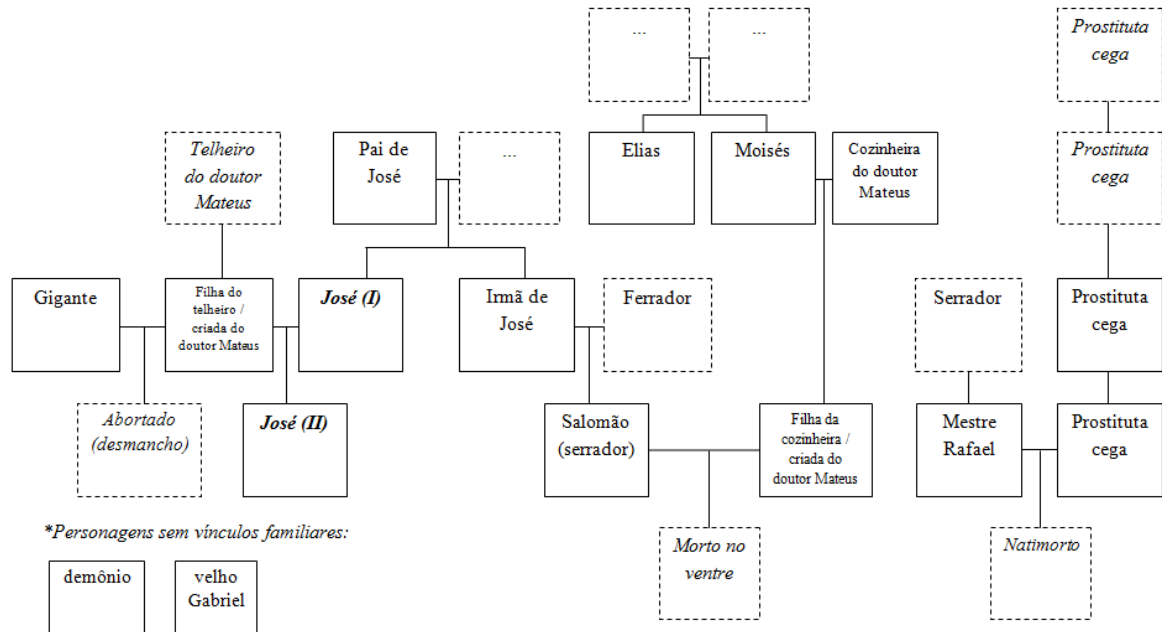 ...
...
Prostituta
cega
Telheiro
do doutor
Mateus
Pai de
José
...
Elias
Moisés
Cozinheira
do doutor
Mateus
Prostituta
cega
Gigante
Filha do
telheiro /
criada do
doutor Mateus
José (I)
Irmã de
José
Ferrador
Serrador
Prostituta
cega
Abortado
(desmancho)
José (II)
Salomão
(serrador)
Filha da
cozinheira /
criada do
doutor Mateus
Mestre
Rafael
Prostituta
cega
*Personagens sem vínculos familiares:
Morto no
ventre
Natimorto
demônio
velho
Gabriel